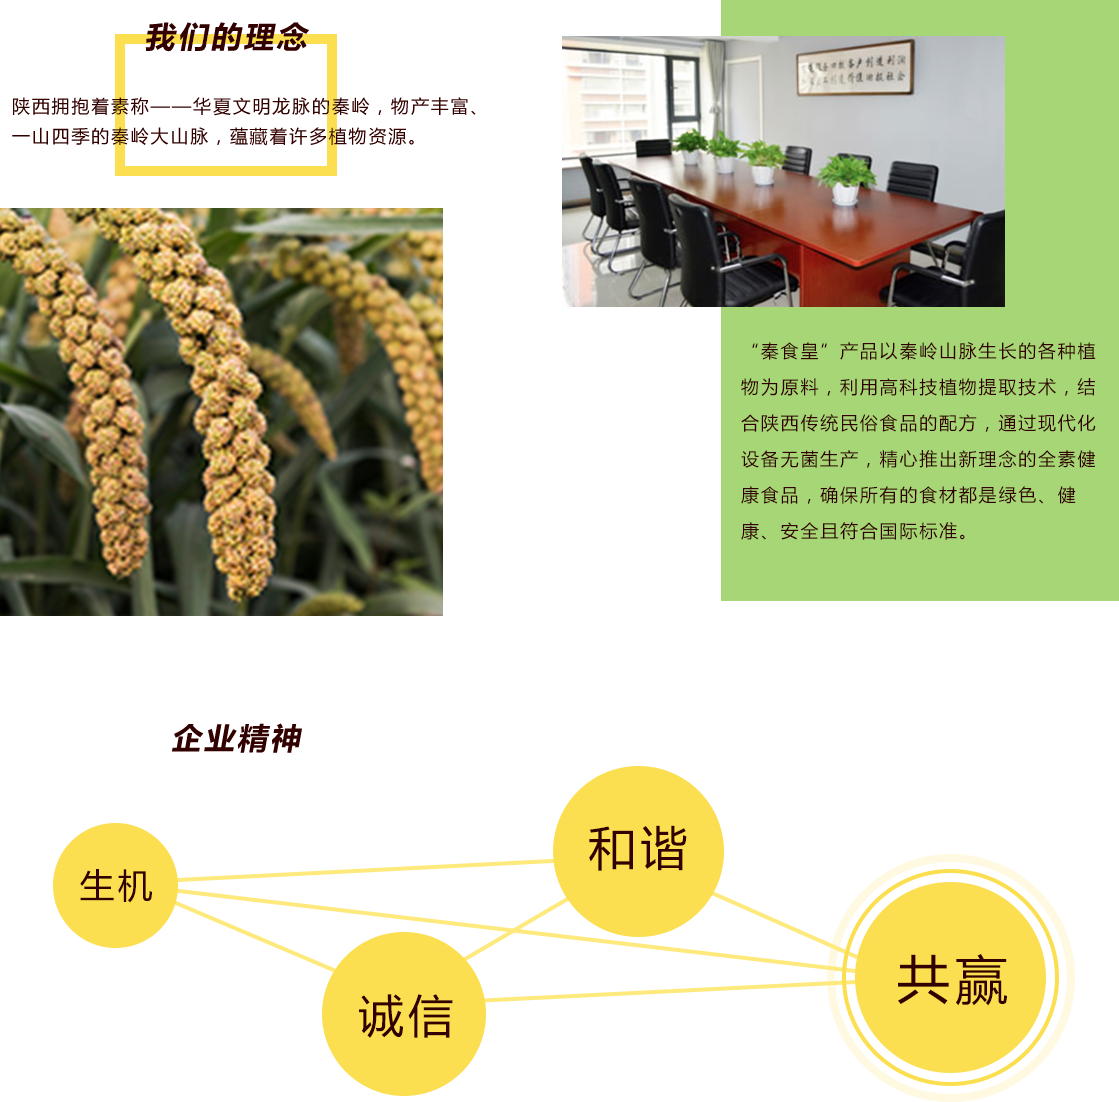 我们的理念
陕西拥抱着素称——华夏文明龙脉的秦岭，物产丰富、
一山四季的秦岭大山脉，蕴藏着许多植物资源。
“秦食皇”产品以秦岭山脉生长的各种植
物为原料，利用高科技植物提取技术，结
合陕西传统民俗食品的配方，通过现代化
设备无菌生产，精心推出新理念的全素健
康食品，确保所有的食材都是绿色、健
康、安全且符合国际标准。
企业精神
和谐
生机
共赢
诚信